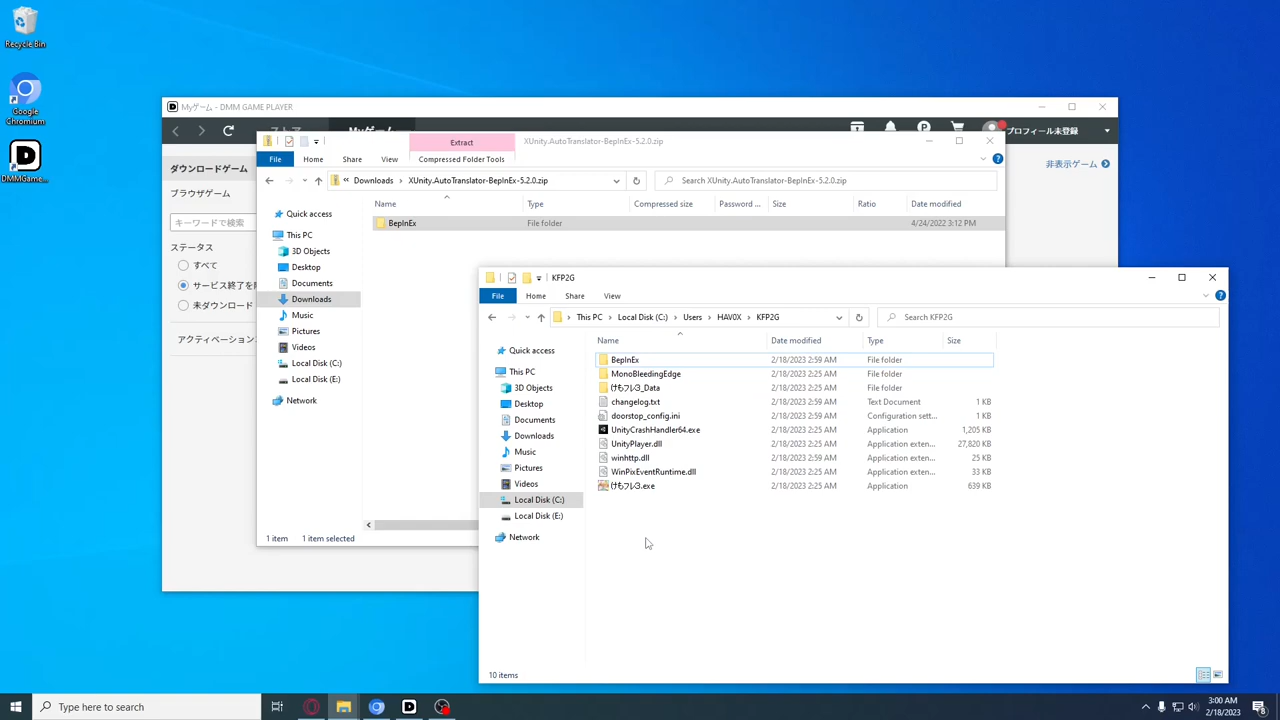 Recycle Bin
Google
Chromium
DMMGame...
Myゲーム - DMM GAME PLAYER
プロフィール未登録
ダウンロードゲーム
非表示ゲーム
ブラウザゲーム
キーワードで検索
ステータス
すべて
未ダウンロード
Extract
XUnity.AutoTranslator-BepInEx-5.2.0.zip
File
Home
Share
View
Compressed Folder Tools
Downloads
XUnity.AutoTranslator-BepInEx-5.2.0.zip
Search XUnity.AutoTranslator-BepInEx-5.2.0.zip
Name
Type
Compressed size
Password ...
Size
Ratio
Date modified
BepInEx
File folder
4/24/2022 3:12 PM
Quick access
This PC
3D Objects
Desktop
Documents
Downloads
Music
Pictures
Videos
Local Disk (C:)
Local Disk (E:)
Network
1 item
1 item selected
KFP2G
File
Home
Share
View
This PC
Local Disk (C:)
Users
HAV0X
KFP2G
Search KFP2G
Name
Date modified
Type
Size
Quick access
This PC
3D Objects
Desktop
Documents
Downloads
Music
Pictures
Videos
Local Disk (C:)
Local Disk (E:)
Network
BepInEx 2/18/2023 2:59 AM File folder
MonoBleedingEdge 2/18/2023 2:25 AM File folder
けもフレ3_Data 2/18/2023 2:25 AM File folder
changelog.txt 2/18/2023 2:59 AM Text Document 1 KB
doorstop_config.ini 2/18/2023 2:59 AM Configuration sett... 1 KB
UnityCrashHandler64.exe 2/18/2023 2:25 AM Application 1,205 KB
UnityPlayer.dll 2/18/2023 2:25 AM Application exten... 27,820 KB
winhttp.dll 2/18/2023 2:59 AM Application exten... 25 KB
WinPixEventRuntime.dll 2/18/2023 2:25 AM Application exten... 33 KB
けもフレ3.exe 2/18/2023 2:25 AM Application 639 KB
10 items
Type here to search
3:00 AM
2/18/2023
8